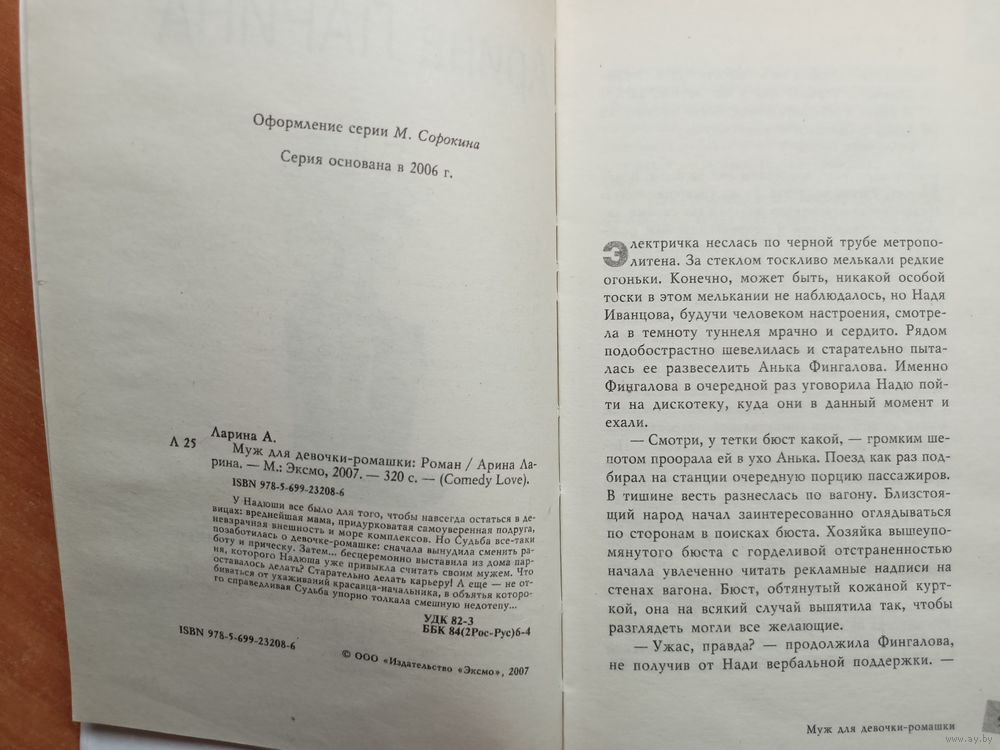 Оформление серии М. Сорокина
Серия основана в 2006 г.
Ларина А.
Л 25
Муж для девочки-ромашки: Роман / Арина Ла-
рина. — М.: Эксмо, 2007. — 320 с. — (Comedy Love).
ISBN 978-5-699-23208-6
У Надюши все было для того, чтобы навсегда остаться в де-
вицах: вреднейшая мама, придурковатая самоуверенная подруга,
невзрачная внешность и море комплексов. Но Судьба все-таки
позаботилась о девочке-ромашке: сначала вынудила сменить ра-
боту и прическу. Затем... бесцеремонно выставила из дома пар-
ня, которого Надюша уже привыкла считать своим мужем. Что
оставалось делать? Старательно делать карьеру! А еще — не от-
биваться от ухаживаний красавца-начальника, в объятья которо-
го справедливая Судьба упорно толкала смешную недотепу...
УДК 82-3
ББК 84(2Рос-Рус)6-4
ISBN 978-5-699-23208-6
© ООО «Издательство «Эксмо», 2007
Электричка неслась по черной трубе метропо-
литена. За стеклом тоскливо мелькали редкие
огоньки. Конечно, может быть, никакой особой
тоски в этом мелькании не наблюдалось, но Надя
Иванцова, будучи человеком настроения, смотре-
ла в темноту туннеля мрачно и сердито. Рядом
подобострастно шевелилась и старательно пыта-
лась ее развеселить Анька Фингалова. Именно
Фингалова в очередной раз уговорила Надю пой-
ти на дискотеку, куда они в данный момент и
ехали.
— Смотри, у тетки бюст какой, — громким ше-
потом проорала ей в ухо Анька. Поезд как раз под-
бирал на станции очередную порцию пассажиров.
В тишине весть разнеслась по вагону. Близстоя-
щий народ начал заинтересованно оглядываться
по сторонам в поисках бюста. Хозяйка вышеупо-
мянутого бюста с горделивой отстраненностью
начала увлеченно читать рекламные надписи на
стенах вагона. Бюст, обтянутый кожаной курт-
кой, она на всякий случай выпятила так, чтобы
разглядеть могли все желающие.
— Ужас, правда? — продолжила Фингалова,
не получив от Нади вербальной поддержки. —
Муж для девочки-ромашки
www.ay.by